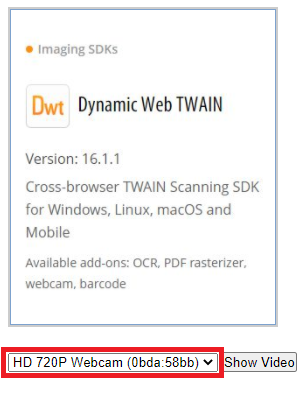 Imaging SDKs
Dwt Dynamic Web TWAIN
Version: 16.1.1
Cross-browser TWAIN Scanning SDK
for Windows, Linux, macOS and
Mobile
Available add-ons: OCR, PDF rasterizer,
webcam, barcode
HD 720P Webcam (0bda:58bb) Show Video